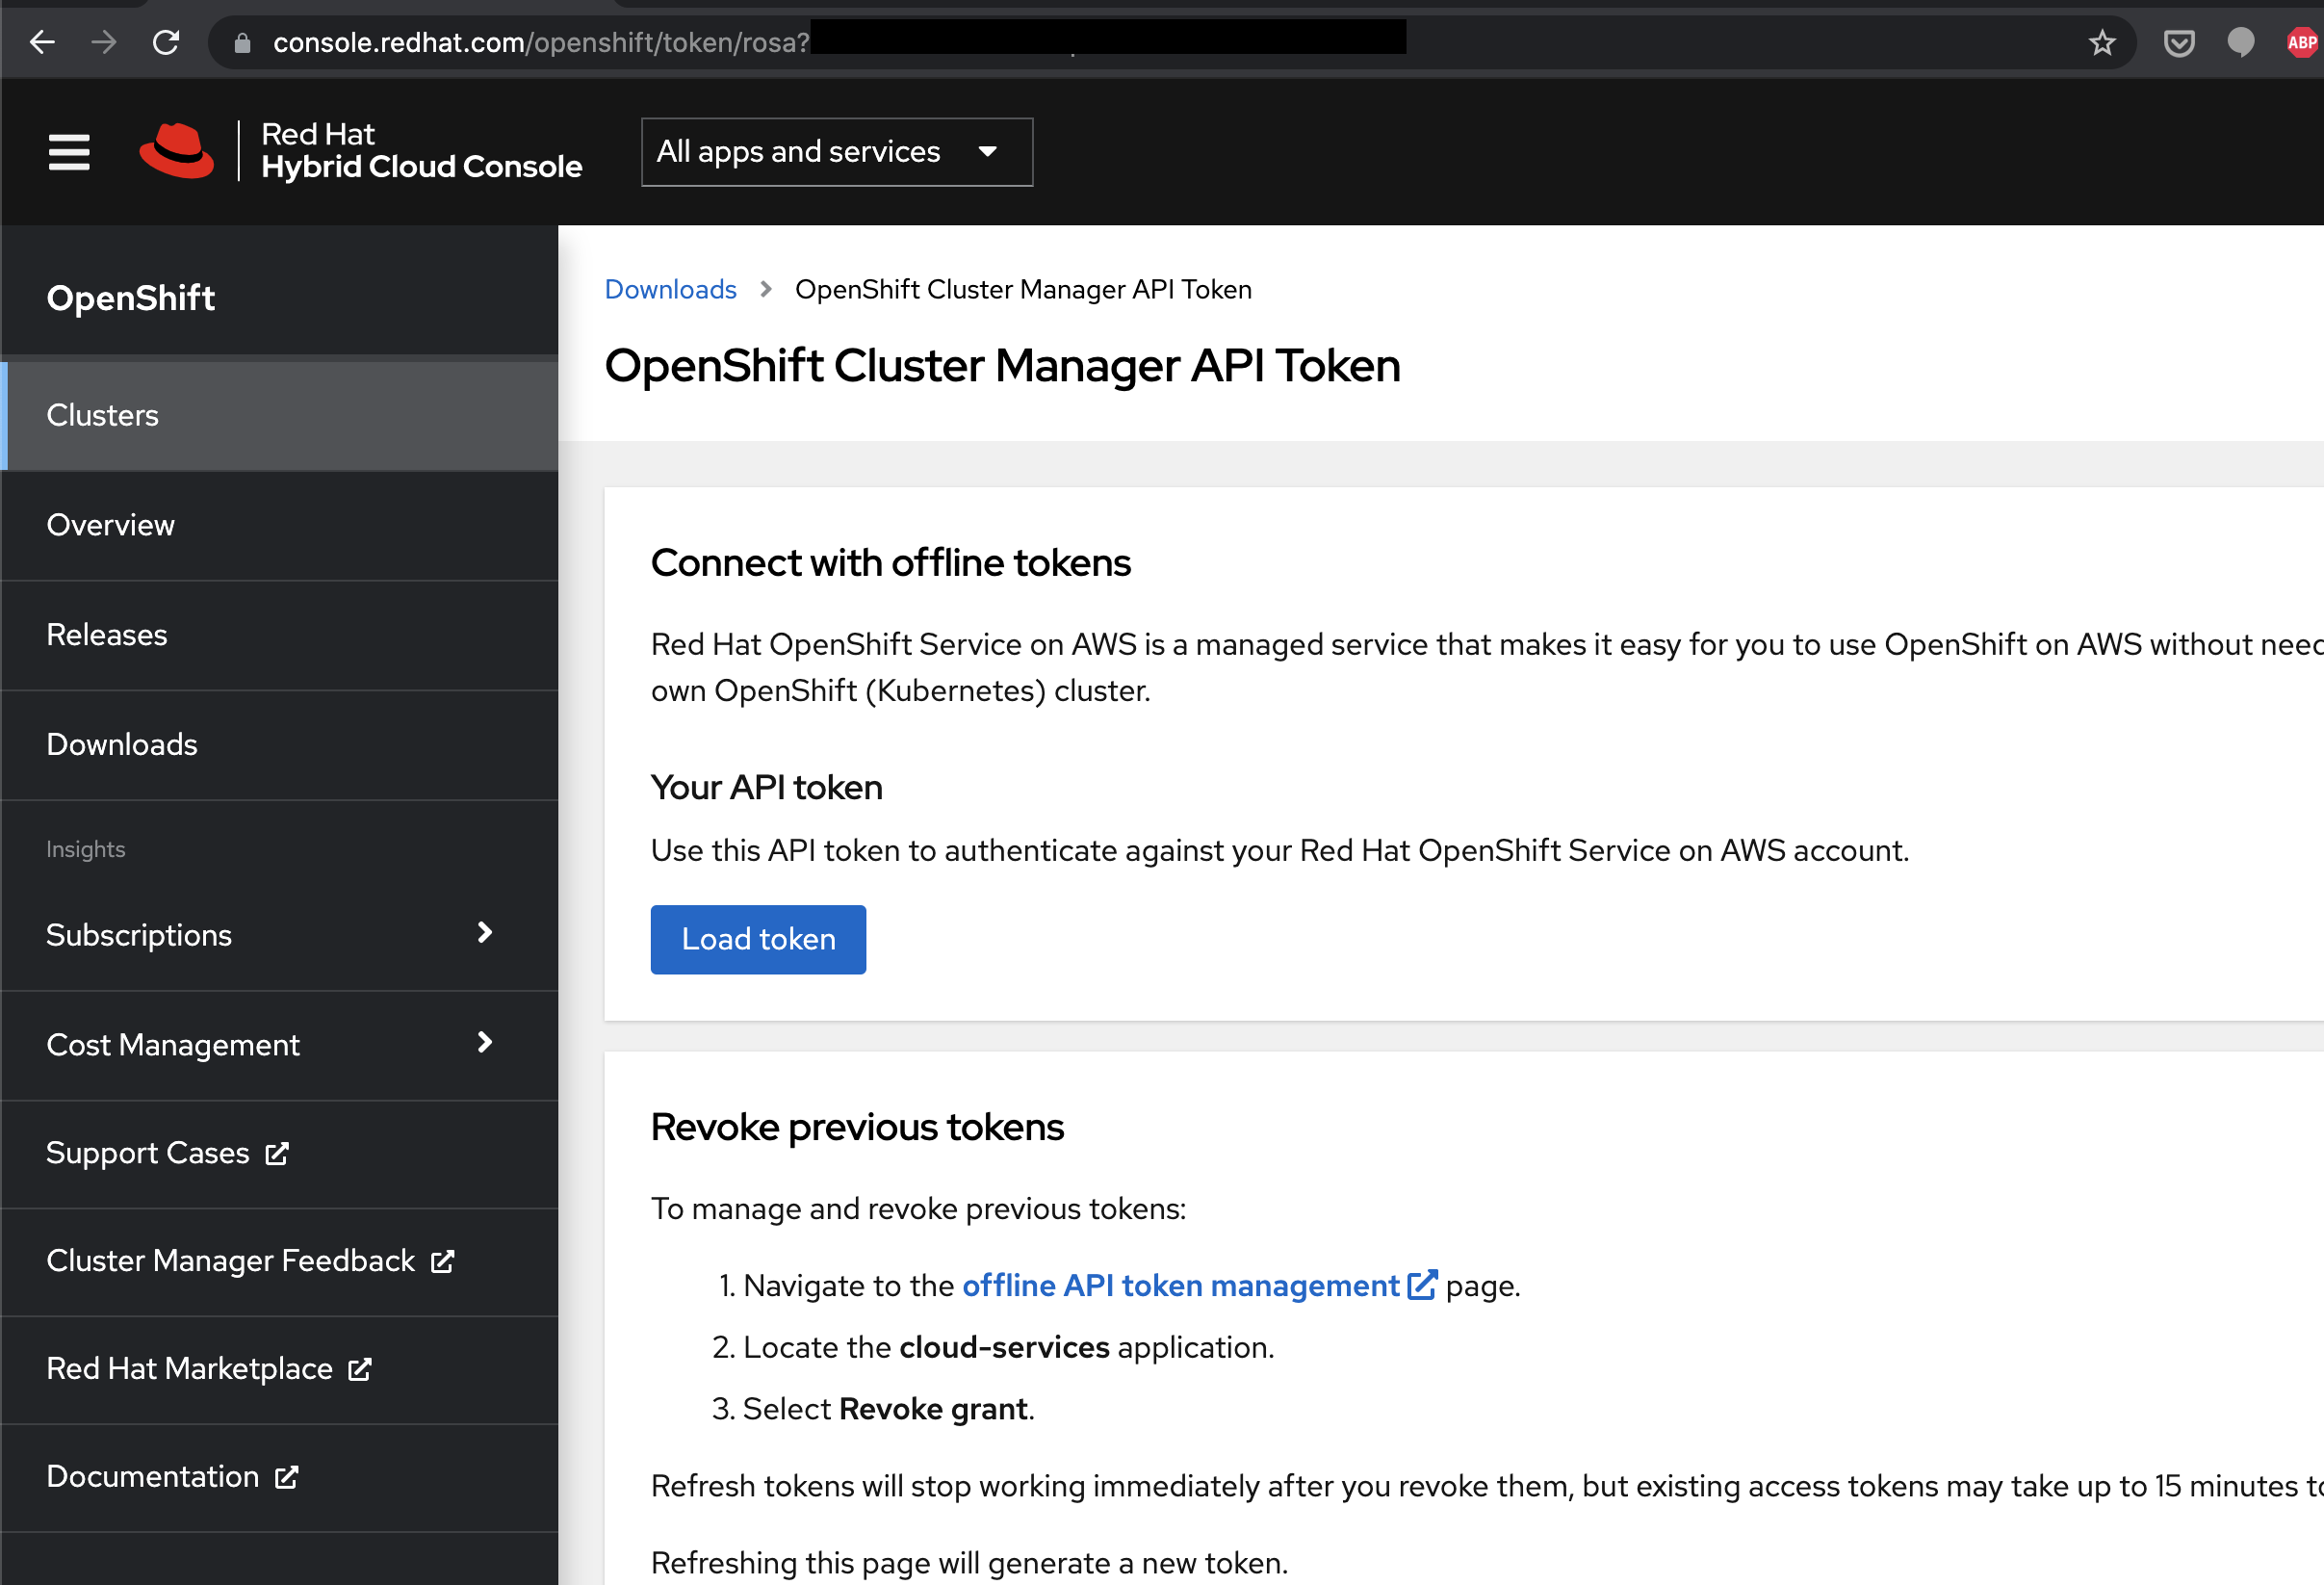 console.redhat.com/openshift/token/rosa?
ABP
Red Hat
Hybrid Cloud Console
All apps and services
OpenShift
Clusters
Overview
Releases
Downloads
Insights
Subscriptions
Cost Management
Support Cases
Cluster Manager Feedback
Red Hat Marketplace
Documentation
Downloads > OpenShift Cluster Manager API Token
OpenShift Cluster Manager API Token
Connect with offline tokens
Red Hat OpenShift Service on AWS is a managed service that makes it easy for you to use OpenShift on AWS without
own OpenShift (Kubernetes) cluster.
Your API token
Use this API token to authenticate against your Red Hat OpenShift Service on AWS account.
Load token
Revoke previous tokens
To manage and revoke previous tokens:
1. Navigate to the offline API token management page.
2. Locate the cloud-services application.
3. Select Revoke grant.
Refresh tokens will stop working immediately after you revoke them, but existing access tokens may take up to 15 minutes
Refreshing this page will generate a new token.